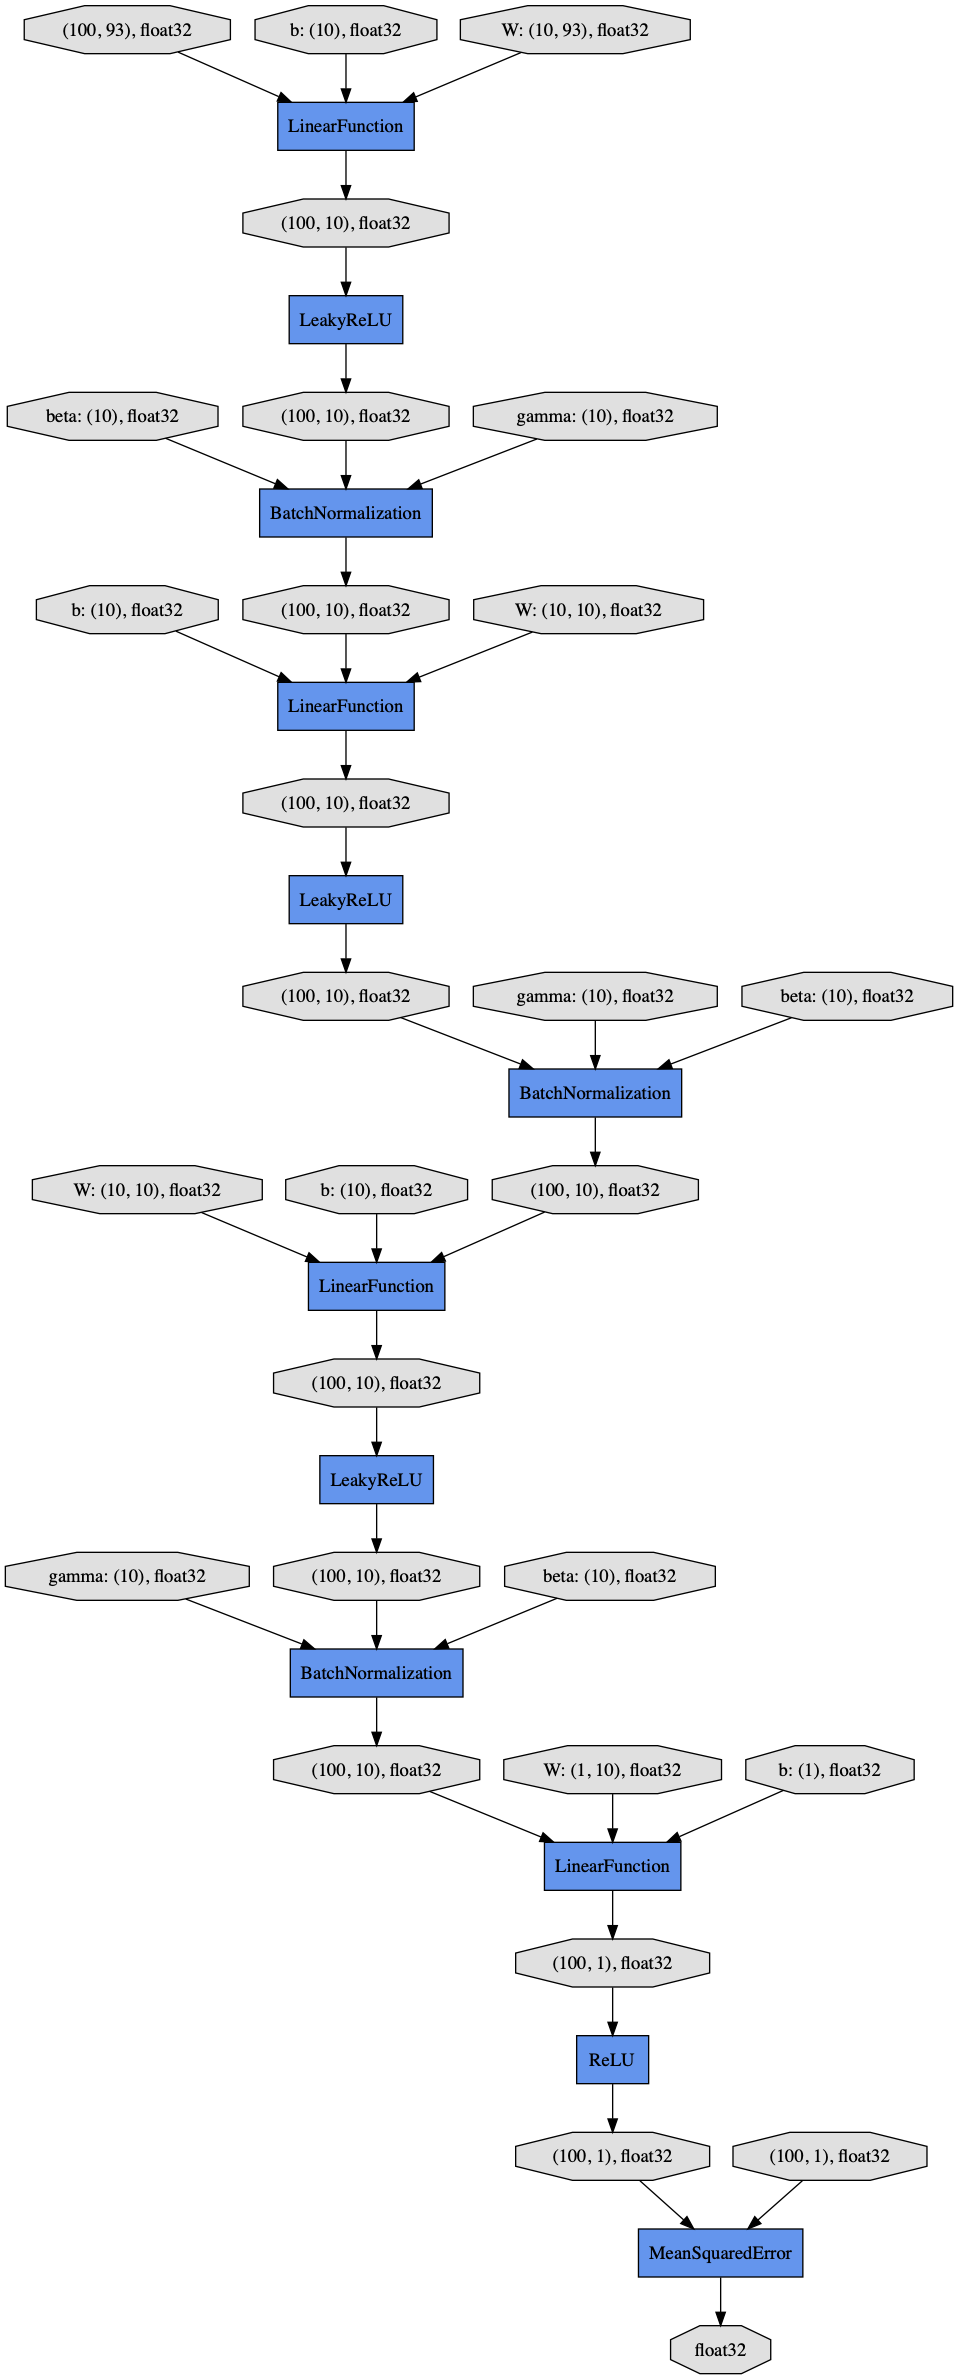 (100, 93), float32
b: (10), float32
W: (10, 93), float32
LinearFunction
(100, 10), float32
LeakyReLU
beta: (10), float32
(100, 10), float32
gamma: (10), float32
BatchNormalization
b: (10), float32
(100, 10), float32
W: (10, 10), float32
LinearFunction
(100, 10), float32
LeakyReLU
(100, 10), float32
gamma: (10), float32
beta: (10), float32
BatchNormalization
W: (10, 10), float32
b: (10), float32
(100, 10), float32
LinearFunction
(100, 10), float32
LeakyReLU
gamma: (10), float32
(100, 10), float32
beta: (10), float32
BatchNormalization
(100, 10), float32
W: (1, 10), float32
b: (1), float32
LinearFunction
(100, 1), float32
ReLU
(100, 1), float32
(100, 1), float32
MeanSquaredError
float32